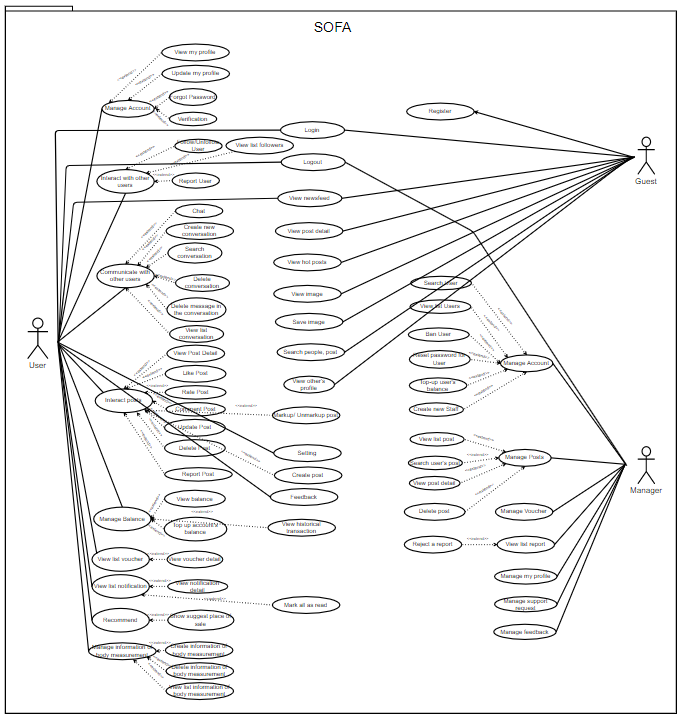 SOFA
View my profile
Update my profile
Forgot Password
Verification
Manage Account
Register
Login
Logout
Guest
User
View list followers
Interact with other
users
Report User
View newsfeed
Chat
Create new
conversation
Search
conversation
Communicate with
other users
Delete
conversation
Delete message in
the conversation
View list
conversation
View post detail
View hot posts
View image
Save image
Search people, post
View other's
profile
Search User
View list Users
Ban User
Manage Account
Reset password for
User
Top-up user's
balance
Create new Staff
User
View Post Detail
Like Post
Rate Post
Interact posts
Comment Post
Update Post
Delete Post
Report Post
Markup/ Unmarkup post
Setting
Create post
Feedback
View list post
Manage Posts
Search user's post
View post detail
Delete post
Manager
Manage Voucher
View balance
Manage Balance
Top up account's
balance
View historical
transaction
Reject a report
View list report
View list voucher
View voucher detail
View list notification
View notification
detail
Mark all as read
Manage my profile
Manage support
request
Manage feedback
Recommend
Show suggest place of
sale
Manage information of
body measurement
Create information of
body measurement
Delete information of
body measurement
View list information of
body measurement